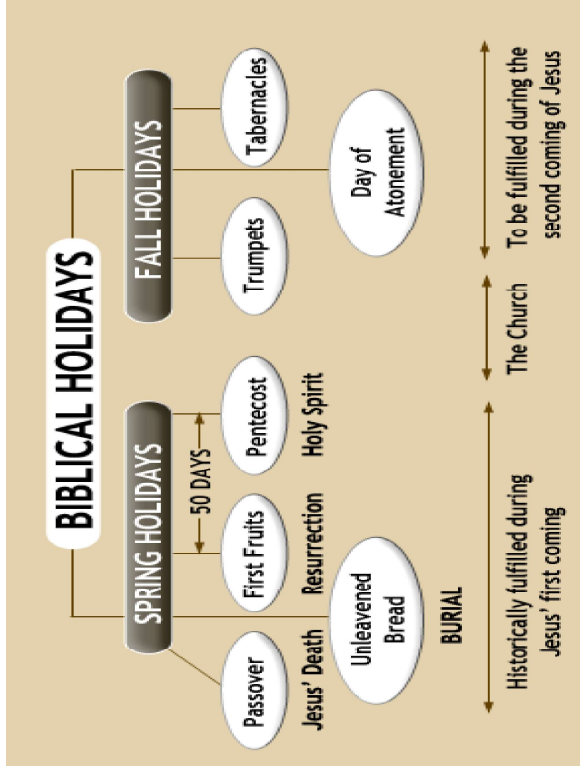 BIBLICAL HOLIDAYS
SPRING HOLIDAYS
FALL HOLIDAYS
50 DAYS
Passover
First Fruits
Pentecost
Trumpets
Tabernacles
Jesus' Death
Resurrection
Holy Spirit
Unleavened
Bread
Day of
Atonement
BURIAL
Historically fulfilled during
Jesus' first coming
The Church
To be fulfilled during the
second coming of Jesus